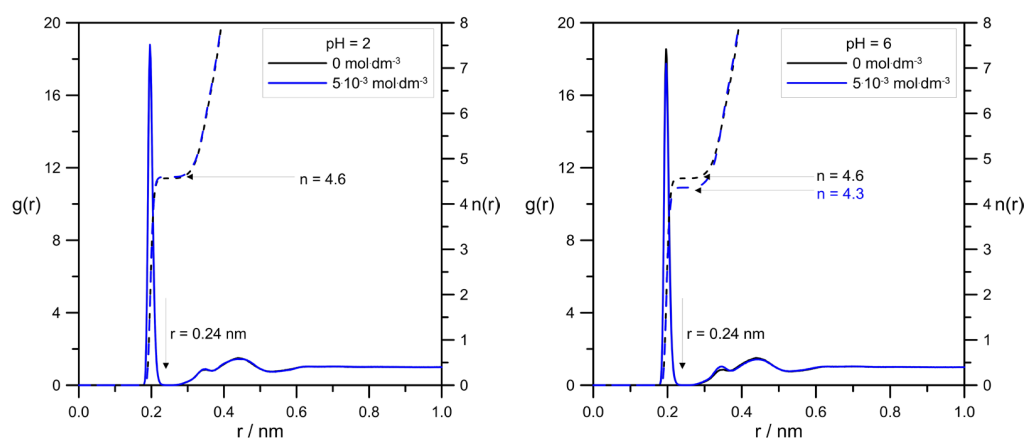 20
16
12
8
4
0
g(r)
8
7
6
5
4
3
2
1
0
n(r)
pH = 2
0 mol·dm-3
5·10-3 mol·dm-3
n = 4.6
r = 0.24 nm
0.0 0.2 0.4 0.6 0.8 1.0
r / nm
20
16
12
8
4
0
g(r)
8
7
6
5
4
3
2
1
0
n(r)
pH = 6
0 mol·dm-3
5·10-3 mol·dm-3
n = 4.6
n = 4.3
r = 0.24 nm
0.0 0.2 0.4 0.6 0.8 1.0
r / nm